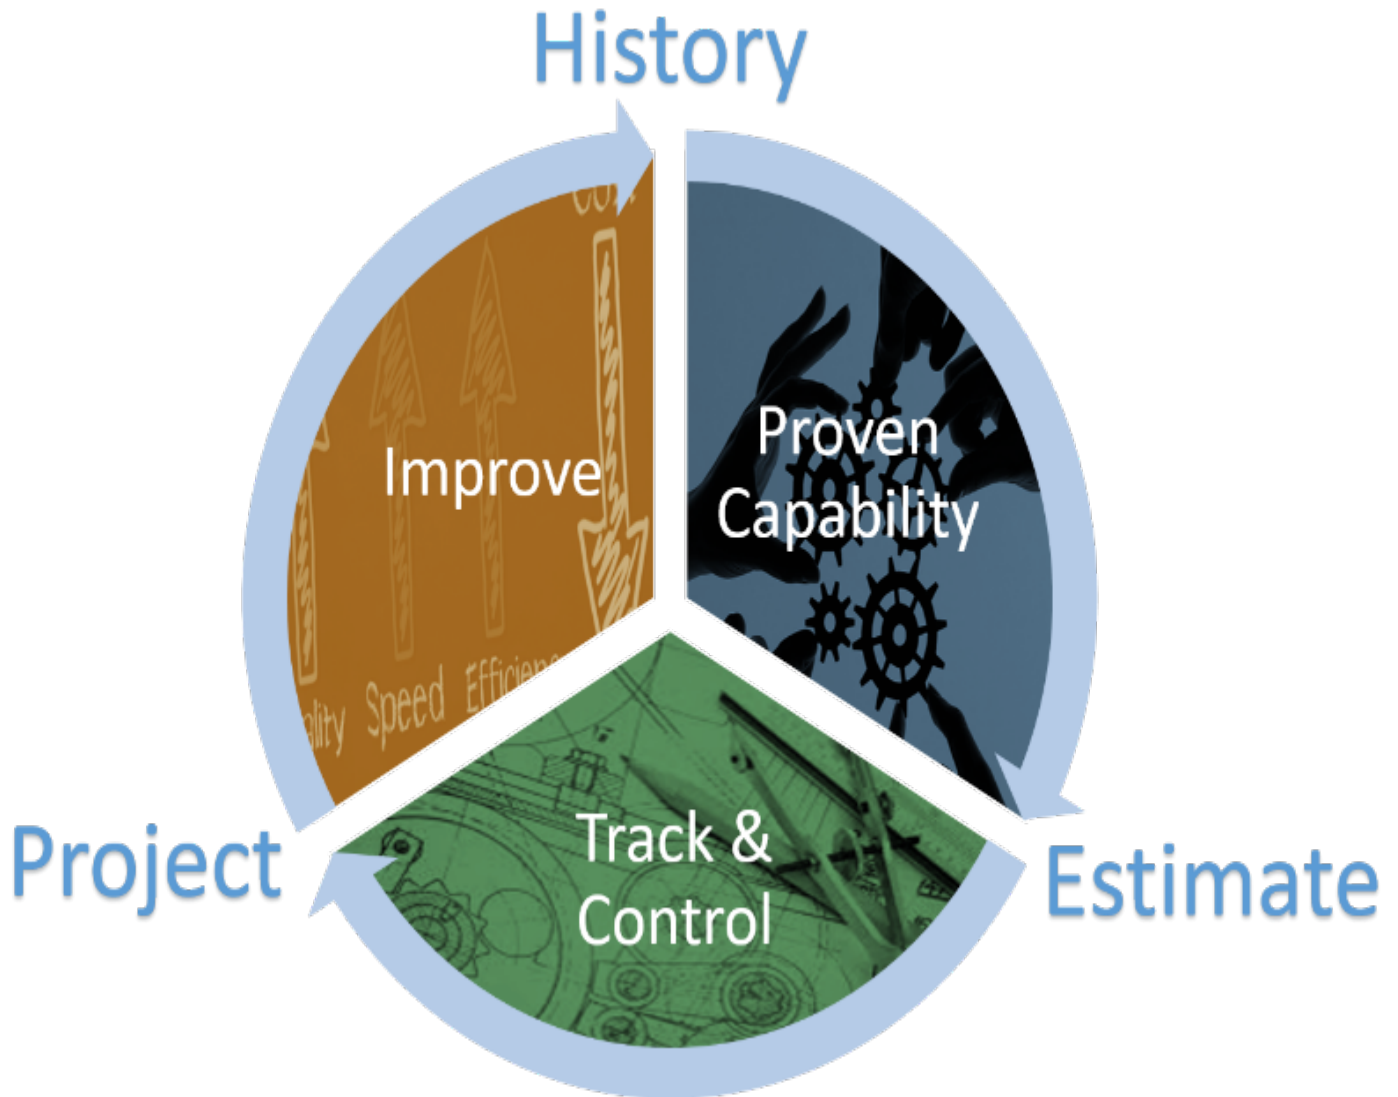 History
Improve
Proven
Capability
Speed
Track &
Control
Project
Estimate